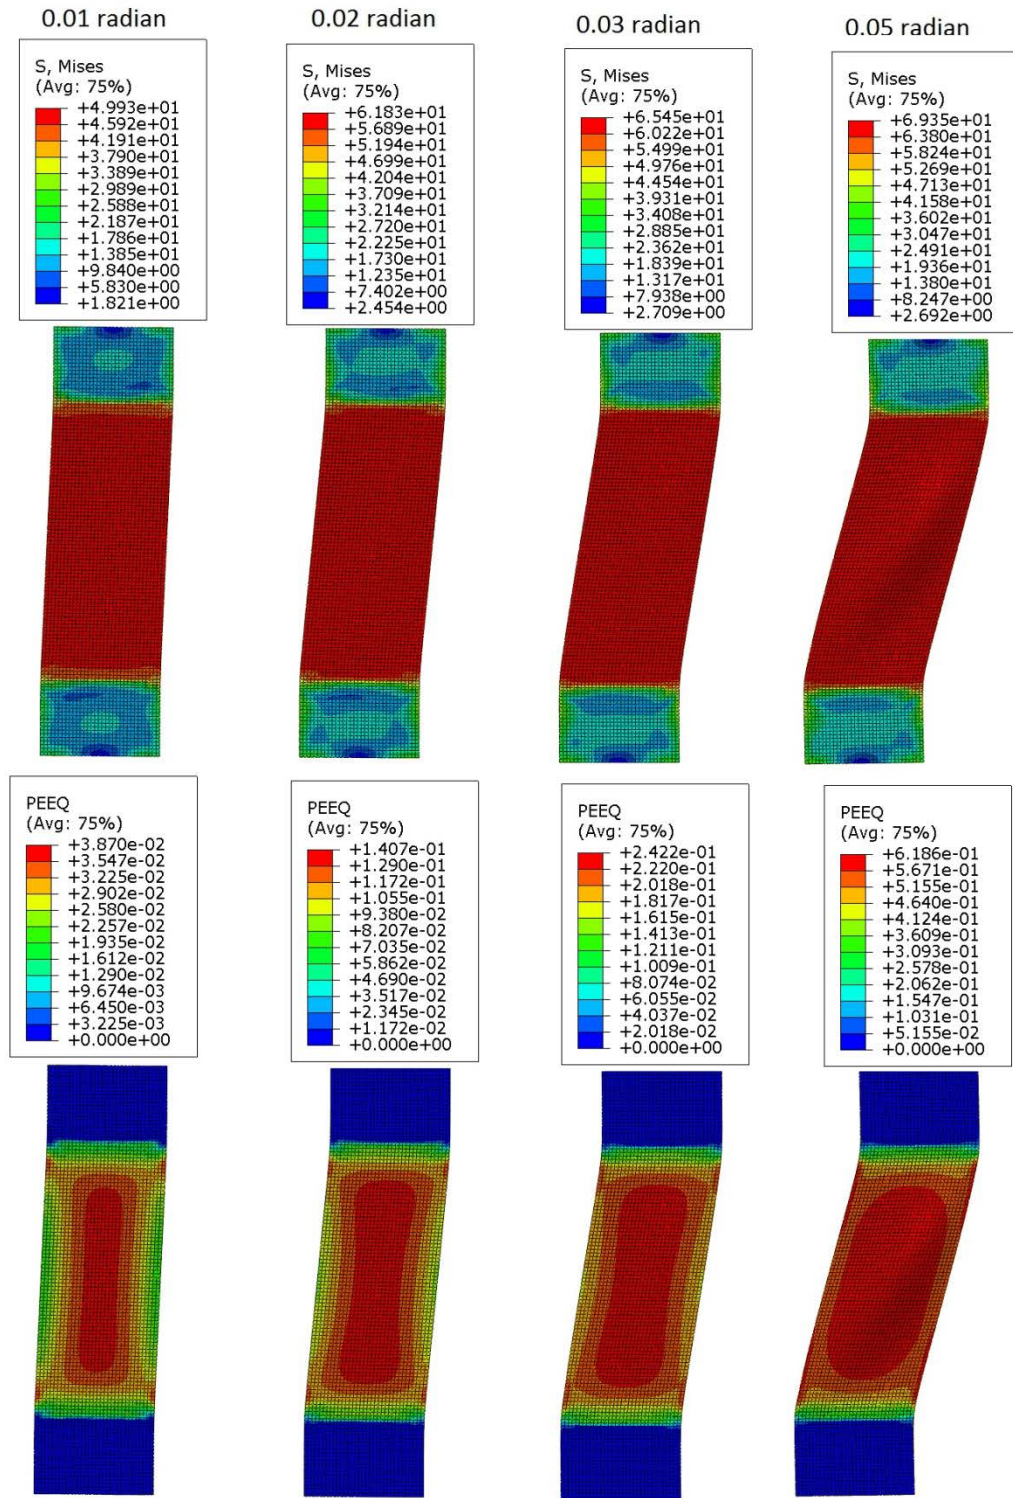 0.01 radian
0.02 radian
0.03 radian
0.05 radian
S, Mises
(Avg: 75%)
+4.993e+01
+4.592e+01
+4.191e+01
+3.790e+01
+3.389e+01
+2.989e+01
+2.588e+01
+2.187e+01
+1.786e+01
+1.385e+01
+9.840e+00
+5.830e+00
+1.821e+00
S, Mises
(Avg: 75%)
+6.183e+01
+5.689e+01
+5.194e+01
+4.699e+01
+4.204e+01
+3.709e+01
+3.214e+01
+2.720e+01
+2.225e+01
+1.730e+01
+1.235e+01
+7.402e+00
+2.454e+00
S, Mises
(Avg: 75%)
+6.545e+01
+6.022e+01
+5.499e+01
+4.976e+01
+4.454e+01
+3.931e+01
+3.408e+01
+2.885e+01
+2.362e+01
+1.839e+01
+1.317e+01
+7.938e+00
+2.709e+00
S, Mises
(Avg: 75%)
+6.935e+01
+6.380e+01
+5.824e+01
+5.269e+01
+4.713e+01
+4.158e+01
+3.602e+01
+3.047e+01
+2.491e+01
+1.936e+01
+1.380e+01
+8.247e+00
+2.692e+00
PEEQ
(Avg: 75%)
+3.870e-02
+3.547e-02
+3.225e-02
+2.902e-02
+2.580e-02
+2.257e-02
+1.935e-02
+1.612e-02
+1.290e-02
+9.674e-03
+6.450e-03
+3.225e-03
+0.000e+00
PEEQ
(Avg: 75%)
+1.407e-01
+1.290e-01
+1.172e-01
+1.055e-01
+9.380e-02
+8.207e-02
+7.035e-02
+5.862e-02
+4.690e-02
+3.517e-02
+2.345e-02
+1.172e-02
+0.000e+00
PEEQ
(Avg: 75%)
+2.422e-01
+2.220e-01
+2.018e-01
+1.817e-01
+1.615e-01
+1.413e-01
+1.211e-01
+1.009e-01
+8.074e-02
+6.055e-02
+4.037e-02
+2.018e-02
+0.000e+00
PEEQ
(Avg: 75%)
+6.186e-01
+5.671e-01
+5.155e-01
+4.640e-01
+4.124e-01
+3.609e-01
+3.093e-01
+2.578e-01
+2.062e-01
+1.547e-01
+1.031e-01
+5.155e-02
+0.000e+00